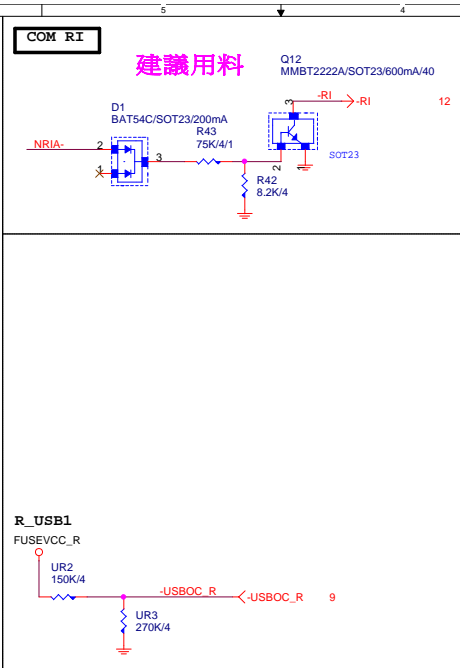 5
4
COM RI
建議用料
Q12
MMBT2222A/SOT23/600mA/40
D1
BAT54C/SOT23/200mA
R43
75K/4/1
3
-RI
-RI
12
NRIA-
2
3
1
SOT23
2
1
R42
8.2K/4
R_USB1
FUSEVCC_R
UR2
150K/4
-USBOC_R
-USBOC_R
9
UR3
270K/4